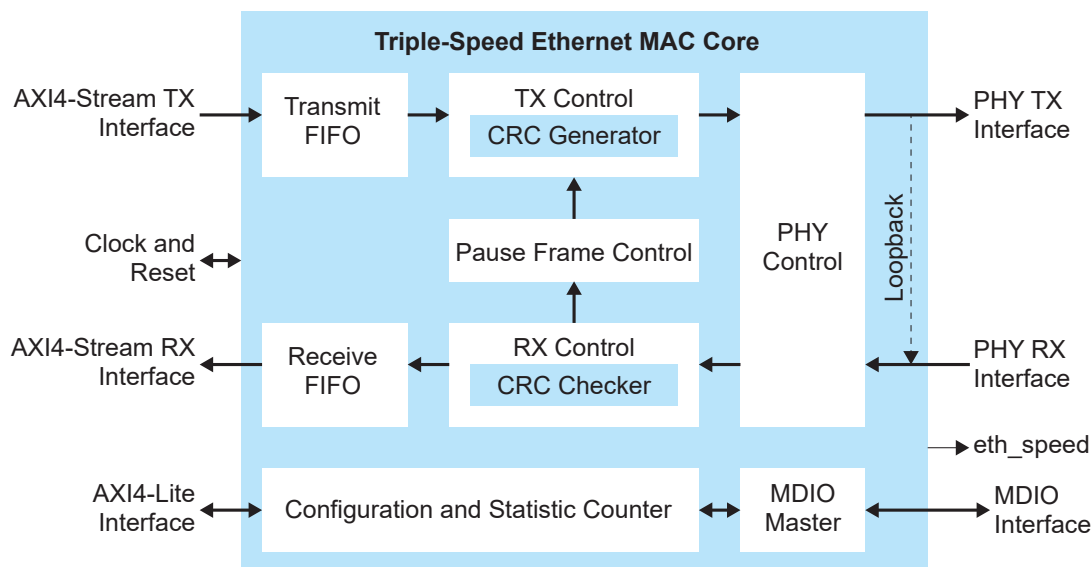 Triple-Speed Ethernet MAC Core
AXI4-Stream TX
Interface
Transmit
FIFO
TX Control
CRC Generator
PHY TX
Interface
Clock and
Reset
Pause Frame Control
PHY
Control
Loopback
AXI4-Stream RX
Interface
Receive
FIFO
RX Control
CRC Checker
PHY RX
Interface
eth_speed
AXI4-Lite
Interface
Configuration and Statistic Counter
MDIO
Master
MDIO
Interface